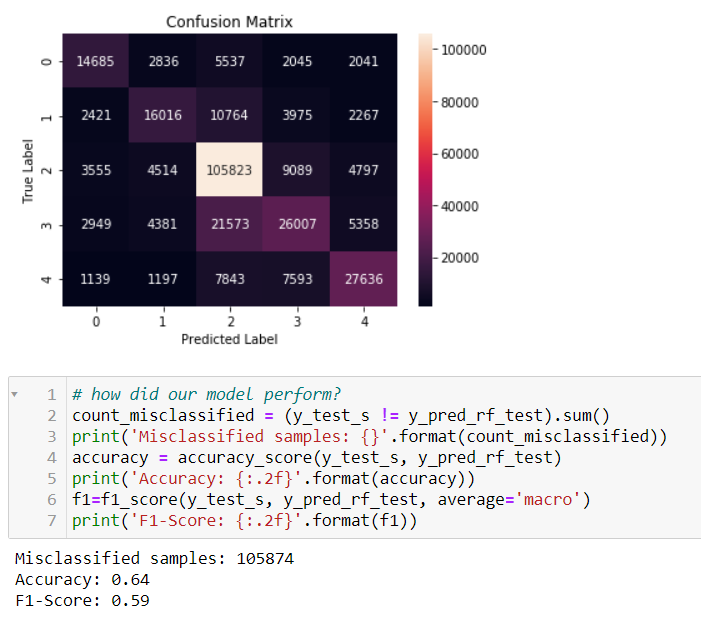 Confusion Matrix
0 14685 2836 5537 2045 2041
1 2421 16016 10764 3975 2267
2 3555 4514 105823 9089 4797
3 2949 4381 21573 26007 5358
4 1139 1197 7843 7593 27636
0 1 2 3 4
True Label
Predicted Label
100000
80000
60000
40000
20000
1 # how did our model perform?
2 count_misclassified = (y_test_s != y_pred_rf_test).sum()
3 print('Misclassified samples: {}'.format(count_misclassified))
4 accuracy = accuracy_score(y_test_s, y_pred_rf_test)
5 print('Accuracy: {:.2f}'.format(accuracy))
6 f1=f1_score(y_test_s, y_pred_rf_test, average='macro')
7 print('F1-Score: {:.2f}'.format(f1))
Misclassified samples: 105874
Accuracy: 0.64
F1-Score: 0.59